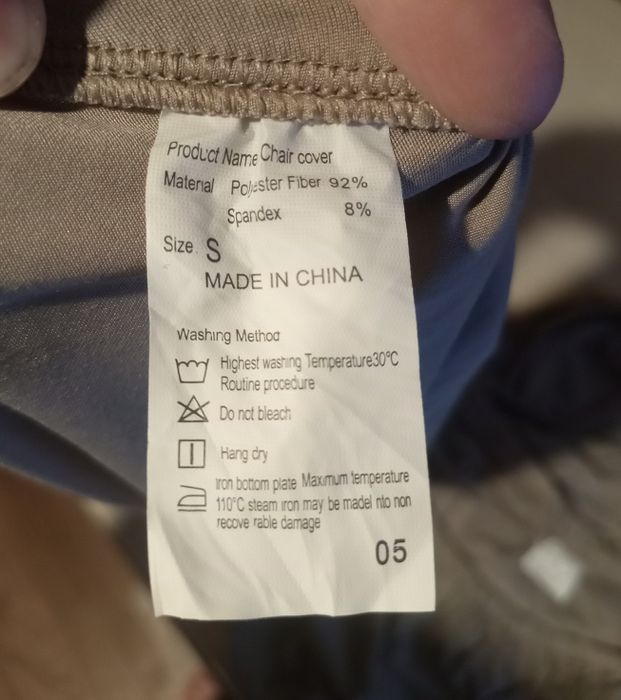 Product Name Chair cover
Material Polyester Fiber 92%
Spandex 8%
Size. S
MADE IN CHINA
Washing Method
Highest washing Temperature30°C
Routine procedure
Do not bleach
Hang dry
Iron bottom plate Maximum temperature
110°C steam iron may be madel nto non
recove rable damage
05